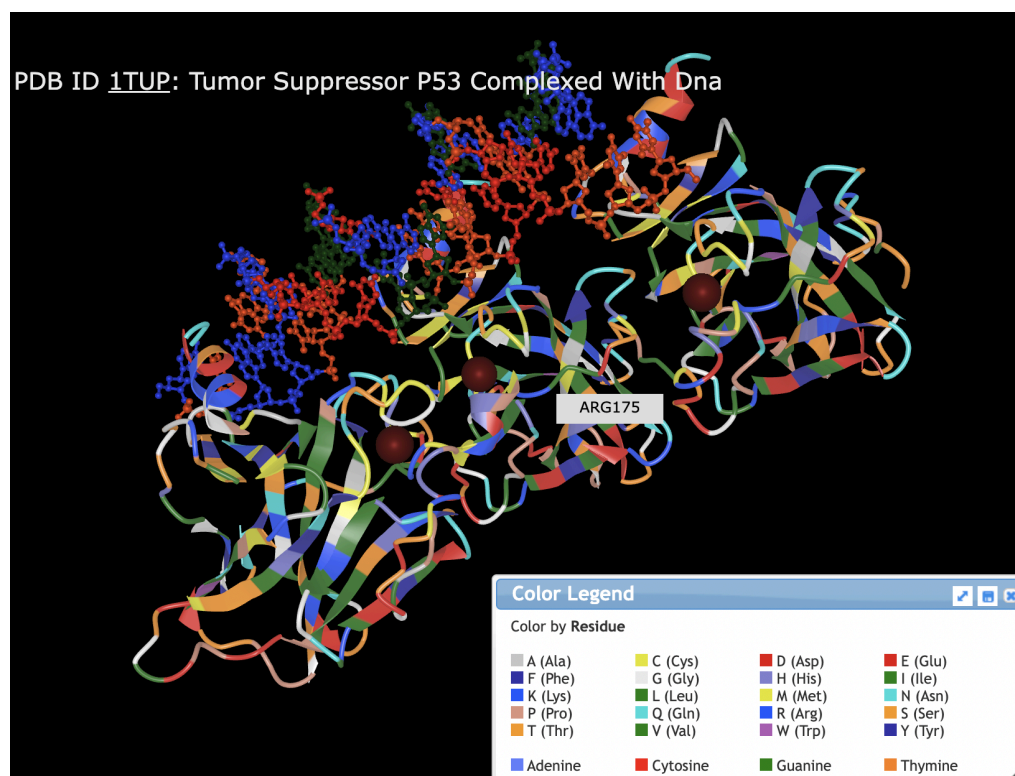 PDB ID 1TUP: Tumor Suppressor P53 Complexed With Dna
ARG175
Color Legend
Color by Residue
A (Ala) C (Cys) D (Asp) E (Glu)
F (Phe) G (Gly) H (His) I (Ile)
K (Lys) L (Leu) M (Met) N (Asn)
P (Pro) Q (Gln) R (Arg) S (Ser)
T (Thr) V (Val) W (Trp) Y (Tyr)
Adenine Cytosine Guanine Thymine